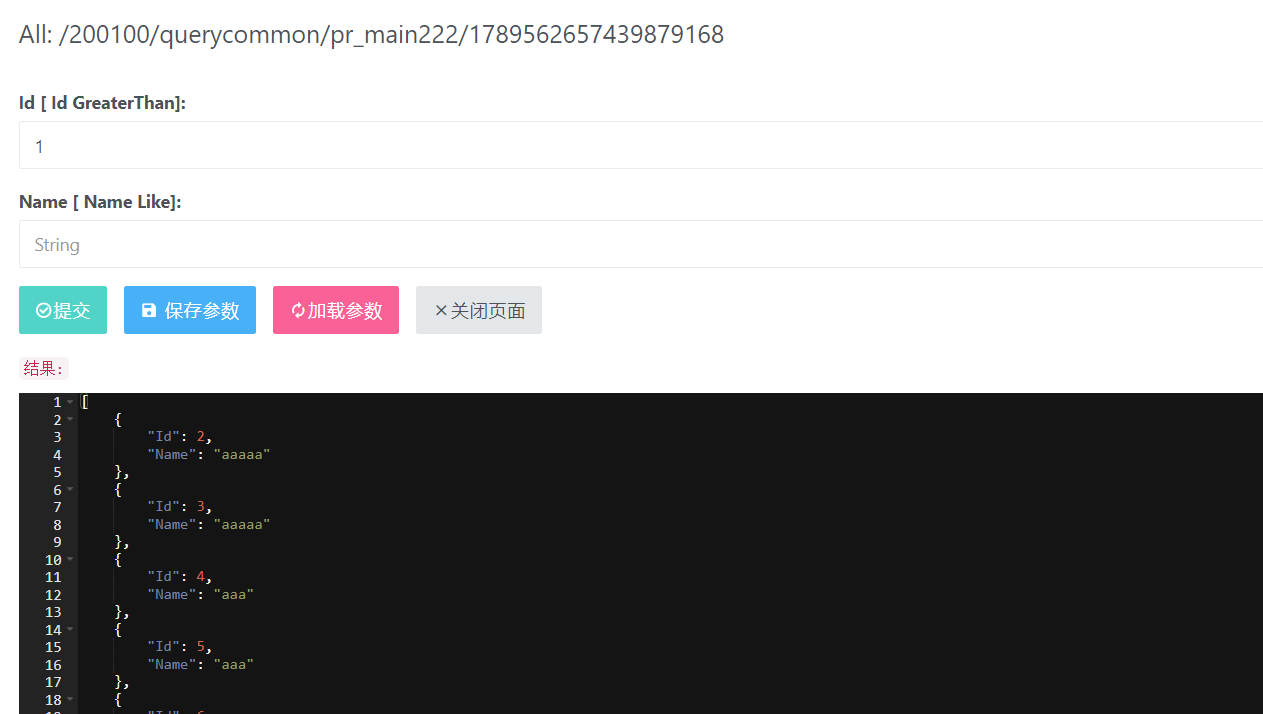 All: /200100/querycommon/pr_main222/1789562657439879168
Id [ Id GreaterThan]:
1
Name [ Name Like]:
String
提交 保存参数 加载参数 关闭页面
结果：
1 [
2 {
3 "Id": 2,
4 "Name": "aaaaa"
5 },
6 {
7 "Id": 3,
8 "Name": "aaaaa"
9 },
10 {
11 "Id": 4,
12 "Name": "aaa"
13 },
14 {
15 "Id": 5,
16 "Name": "aaa"
17 },
18 {